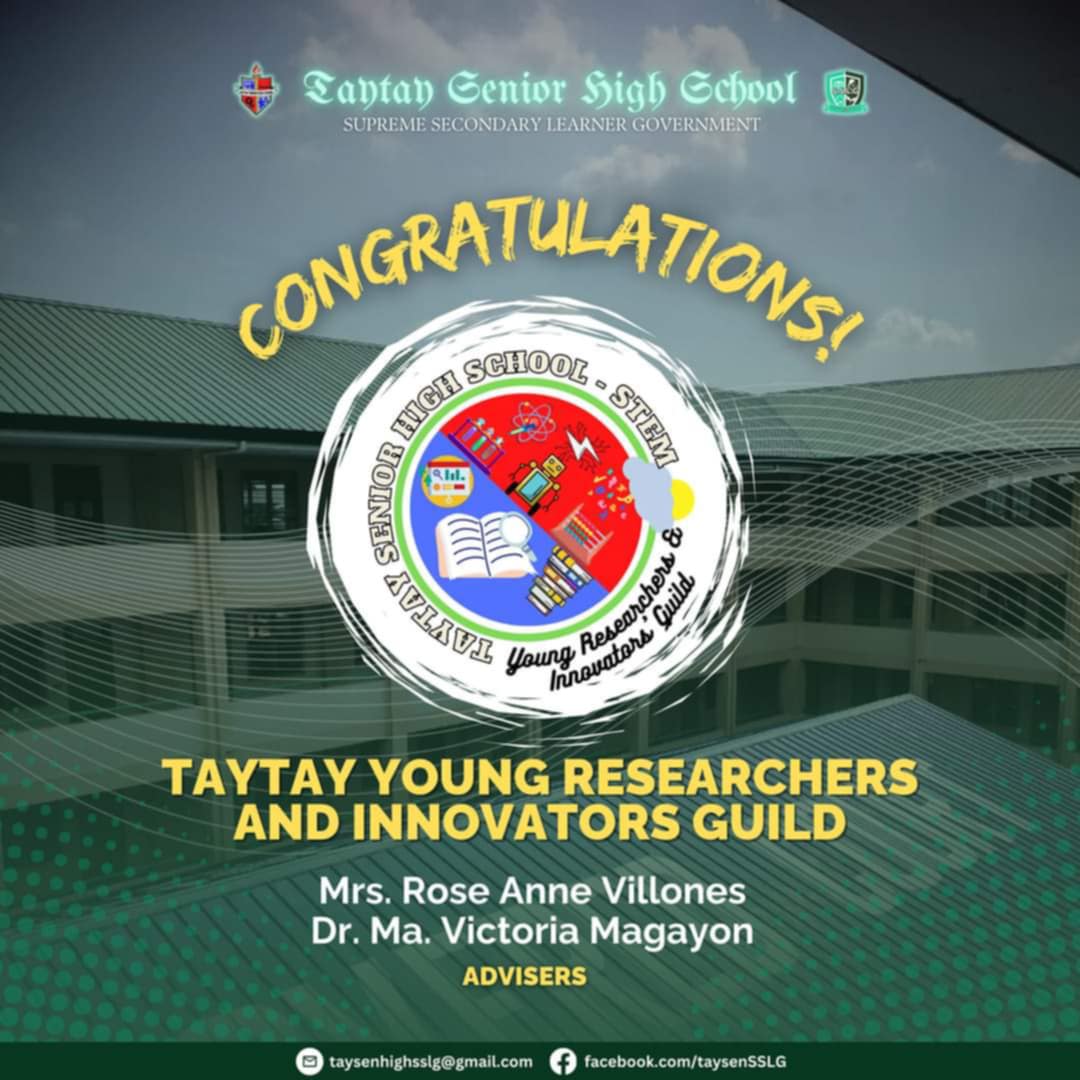 Taytay Senior High School
SUPREME SECONDARY LEARNER GOVERNMENT
CONGRATULATIONS!
TAYTAY SENIOR HIGH SCHOOL - STEM
Young Researchers &
Innovators' Guild
TAYTAY YOUNG RESEARCHERS
AND INNOVATORS GUILD
Mrs. Rose Anne Villones
Dr. Ma. Victoria Magayon
ADVISERS
taysenhighsslg@gmail.com
facebook.com/taysenSSLG